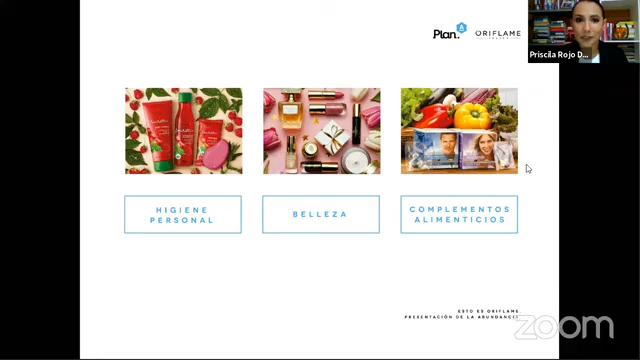 Plan.
ORIFLAME
Priscila Rojo D...
HIGIENE
PERSONAL
BELLEZA
COMPLEMENTOS
ALIMENTICIOS
ESTO ES ORIFLAME.
PRESENTACIÓN DE LA ABUNDANCIA
zoom